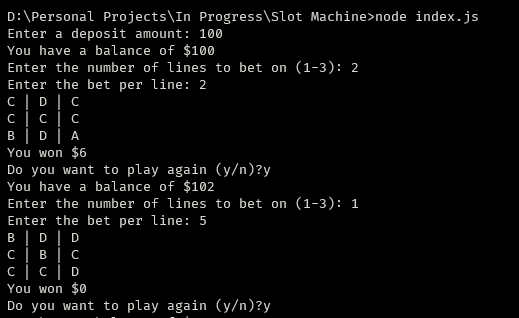 D:\Personal Projects\In Progress\Slot Machine>node index.js
Enter a deposit amount: 100
You have a balance of $100
Enter the number of lines to bet on (1-3): 2
Enter the bet per line: 2
C | D | C
C | C | C
B | D | A
You won $6
Do you want to play again (y/n)?y
You have a balance of $102
Enter the number of lines to bet on (1-3): 1
Enter the bet per line: 5
B | D | D
C | B | C
C | C | D
You won $0
Do you want to play again (y/n)?y